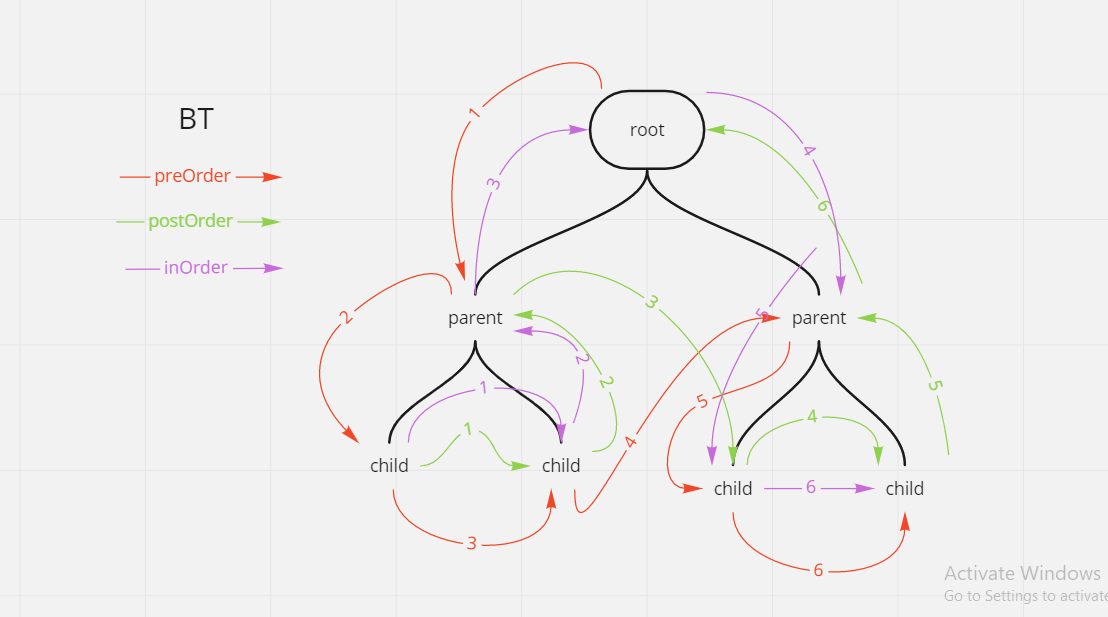 BT
preOrder
postOrder
inOrder
root
1
3
4
6
2
parent
3
5
parent
2
2
1
1
4
5
4
5
child
child
child
6
child
3
6
Activate Windows
Go to Settings to activate